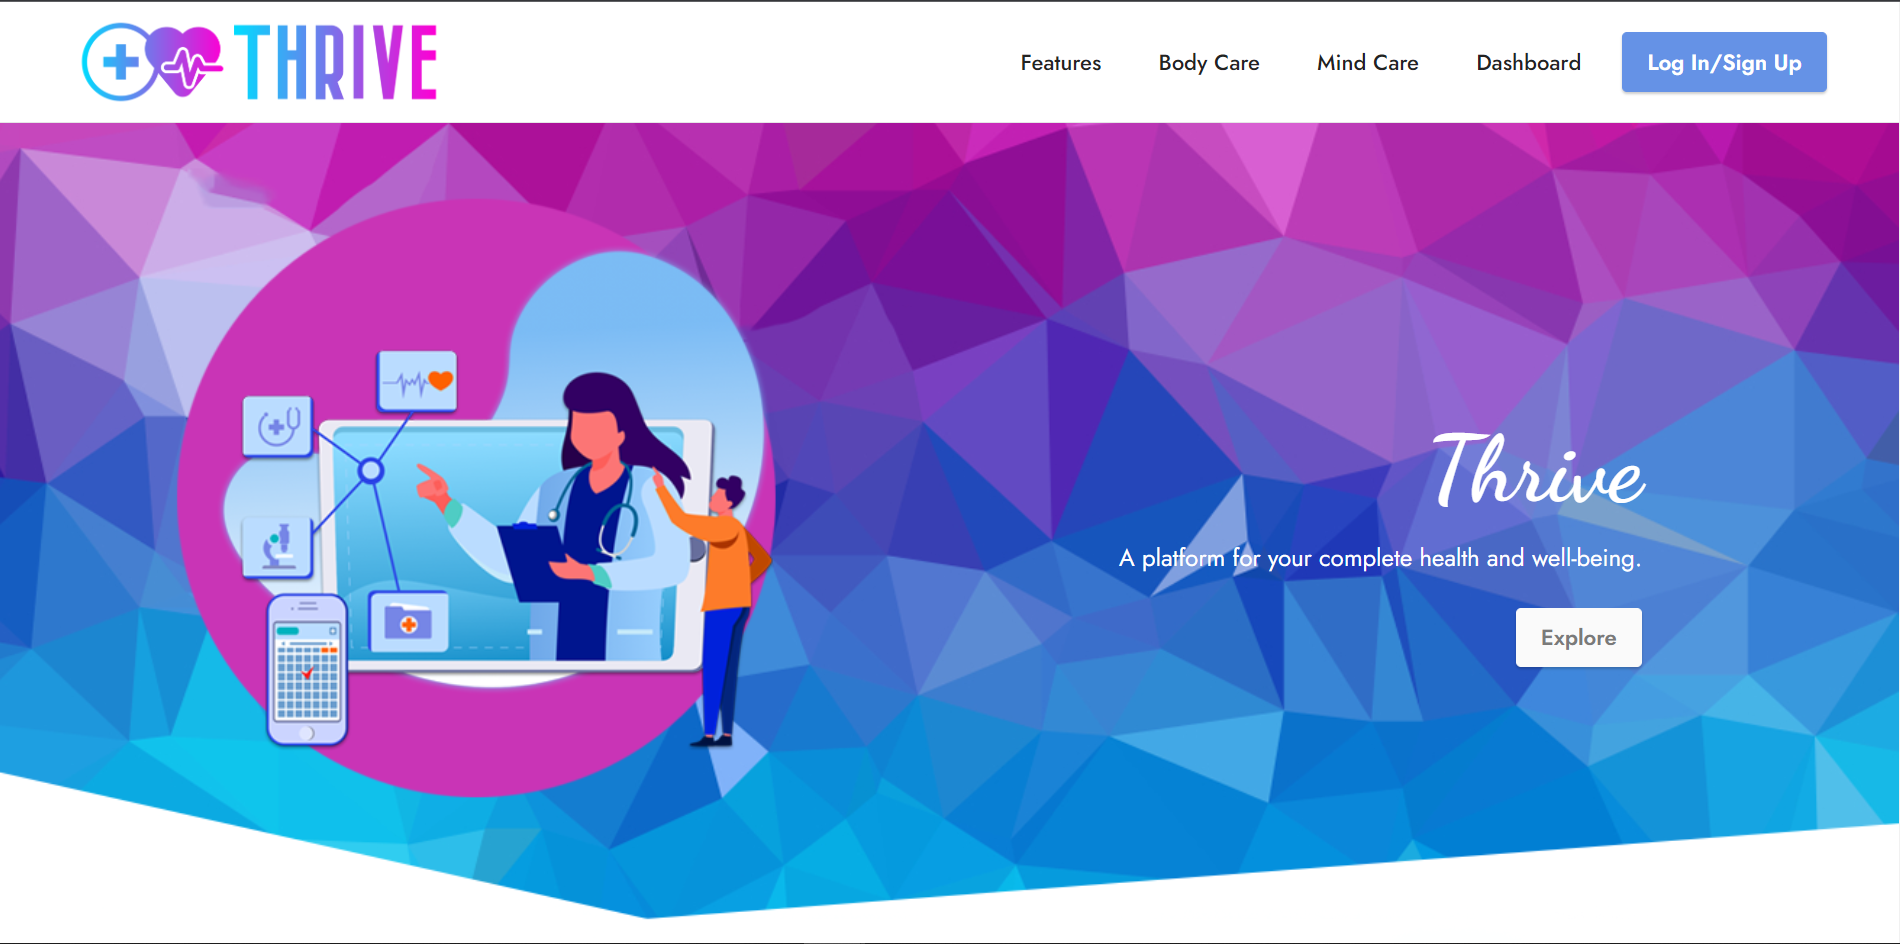 THRIVE
Features Body Care Mind Care Dashboard Log In/Sign Up
Thrive
A platform for your complete health and well-being.
Explore